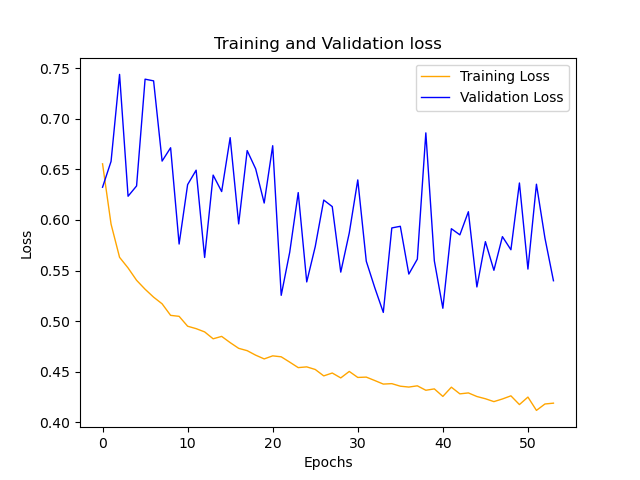 Training and Validation loss
Training Loss
Validation Loss
Loss
0.75
0.70
0.65
0.60
0.55
0.50
0.45
0.40
0 10 20 30 40 50
Epochs